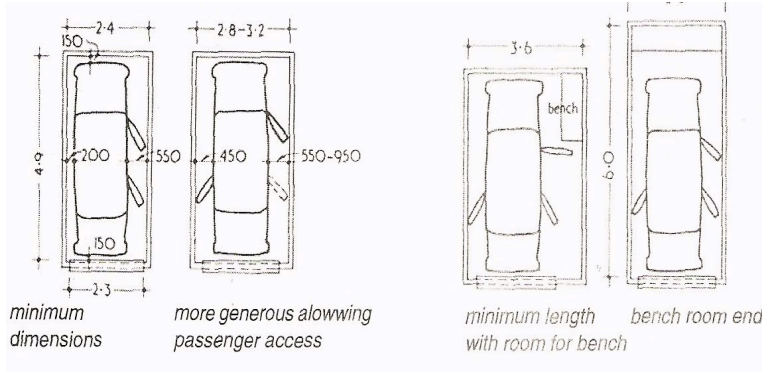 2·4
150
4·9
200
550
150
2·3
minimum
dimensions
2·8-3·2
450
550-950
more generous alowwing
passenger access
3·6
bench
minimum length
with room for bench
6·0
bench room end